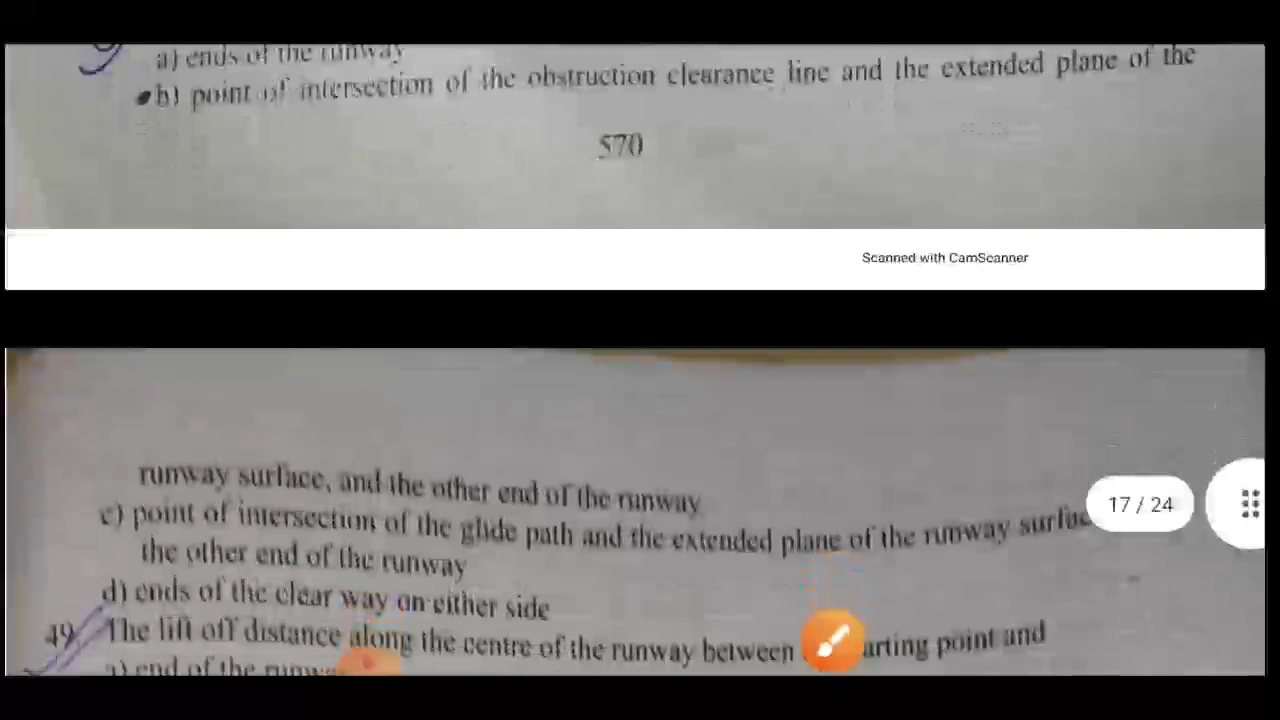 a) ends of the runway
b) point of intersection of the obstruction clearance line and the extended plane of the
570
Scanned with CamScanner
runway surface, and the other end of the runway
c) point of intersection of the glide path and the extended plane of the runway
17 / 24
the other end of the runway
d) ends of the clear way on either side
49. The lift off distance along the centre of the runway between point and
a) end of the